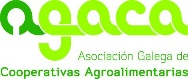 agaca
Asociación Galega de
Cooperativas Agroalimentarias